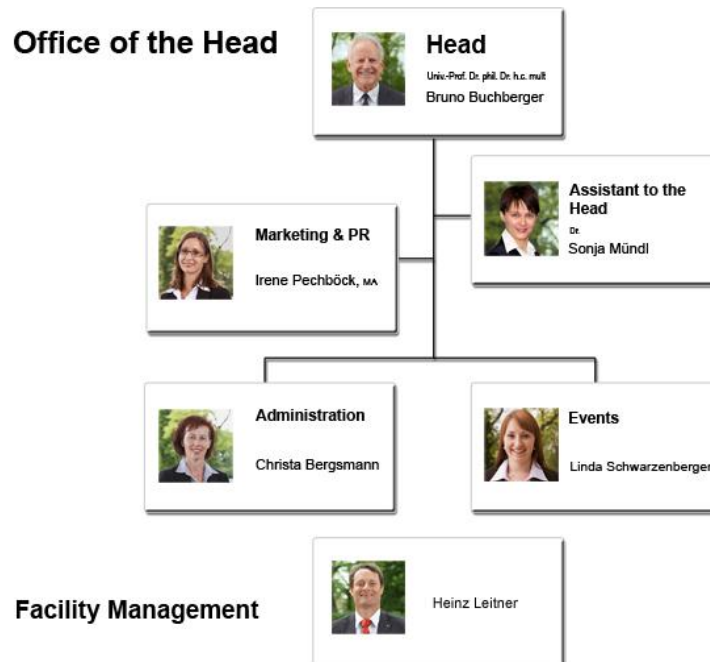 Office of the Head
Head
Univ.-Prof. Dr. phil. Dr. h.c. mult
Bruno Buchberger
Assistant to the
Head
Dr.
Sonja Mündl
Marketing & PR
Irene Pechböck, MA
Administration
Christa Bergsmann
Events
Linda Schwarzenberger
Facility Management
Heinz Leitner